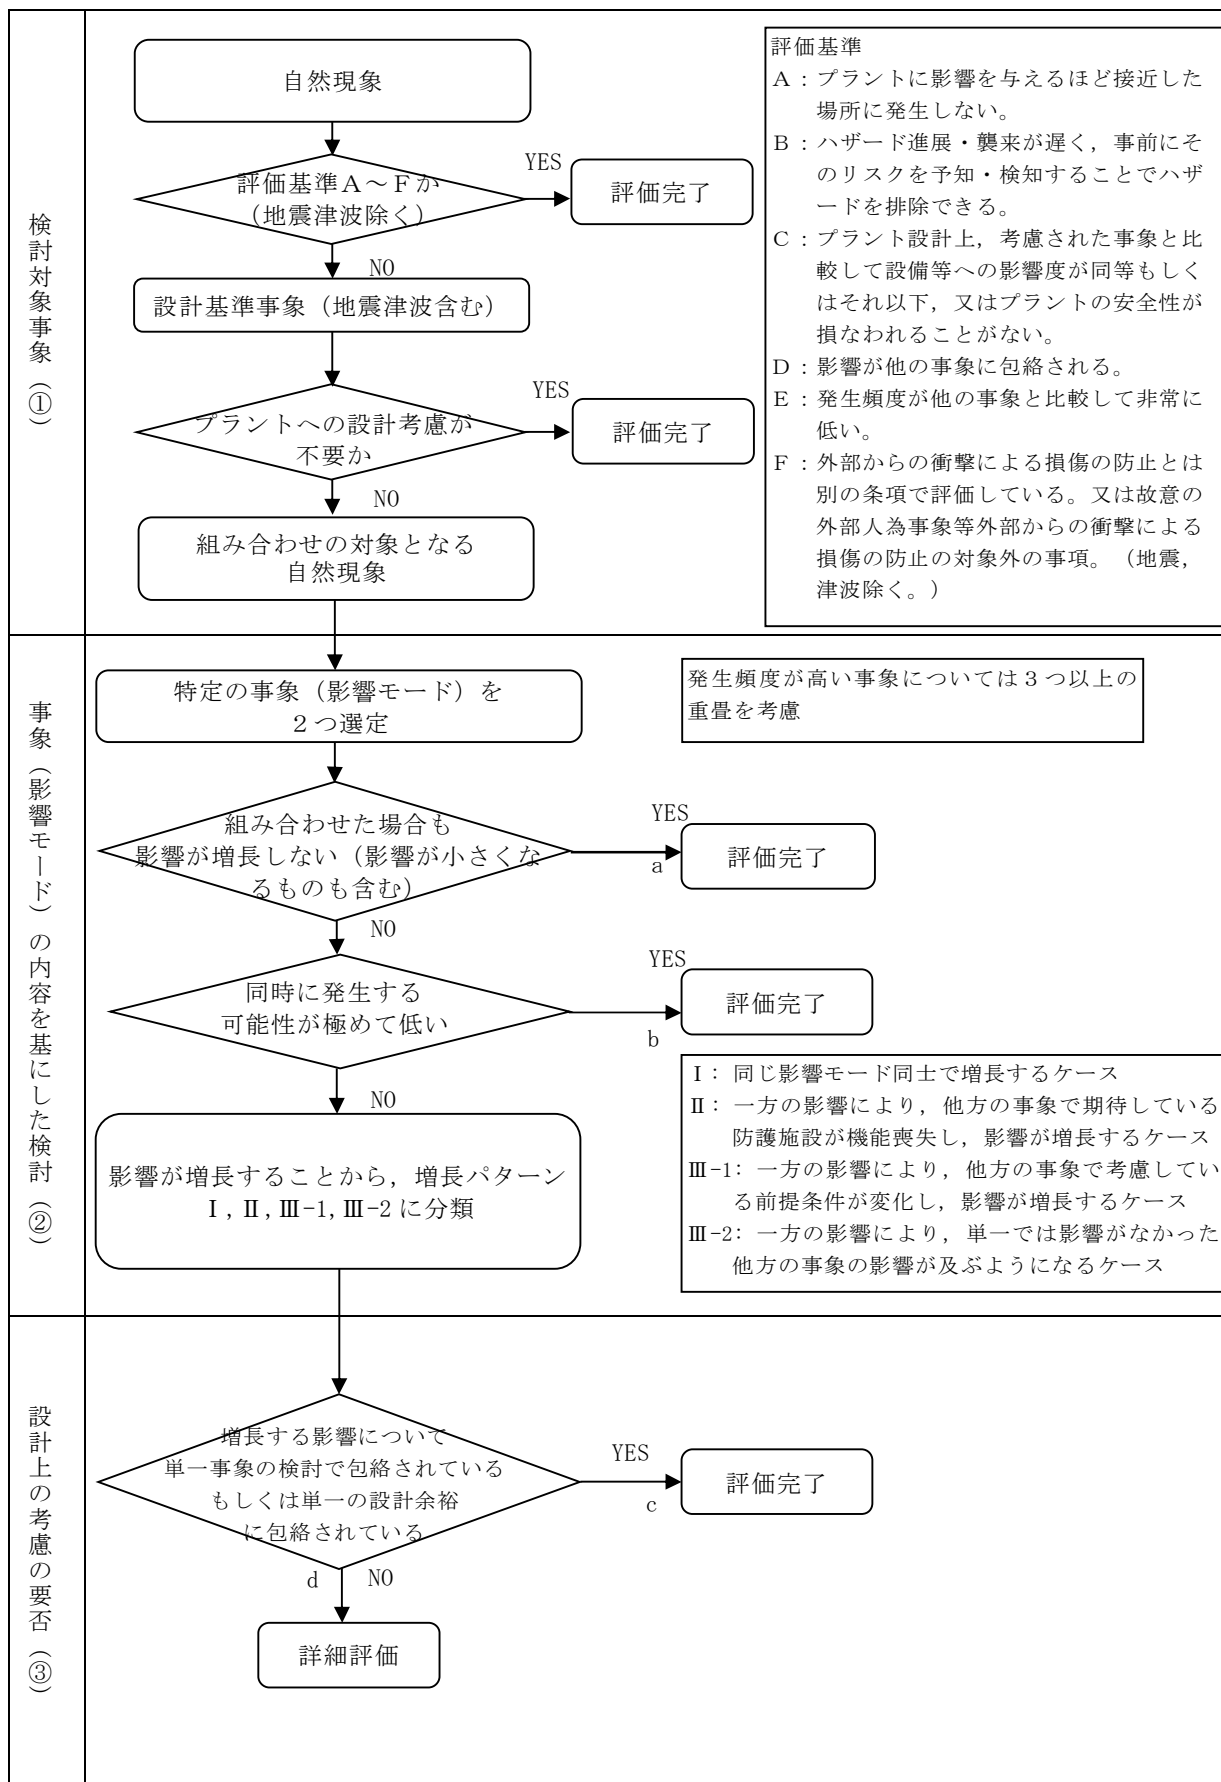 検討対象事象（①）
自然現象
評価基準Ａ～Ｆか
（地震津波除く）
YES
評価完了
NO
設計基準事象（地震津波含む）
プラントへの設計考慮が
不要か
YES
評価完了
NO
組み合わせの対象となる
自然現象
評価基準
Ａ：プラントに影響を与えるほど接近した
場所に発生しない。
Ｂ：ハザード進展・襲来が遅く，事前にそ
のリスクを予知・検知することでハザ
ードを排除できる。
Ｃ：プラント設計上，考慮された事象と比
較して設備等への影響度が同等もしく
はそれ以下，又はプラントの安全性が
損なわれることがない。
Ｄ：影響が他の事象に包絡される。
Ｅ：発生頻度が他の事象と比較して非常に
低い。
Ｆ：外部からの衝撃による損傷の防止とは
別の条項で評価している。又は故意の
外部人為事象等外部からの衝撃による
損傷の防止の対象外の事項。（地震，
津波除く。）
事象（影響モード）の内容を基にした検討（②）
特定の事象（影響モード）を
２つ選定
発生頻度が高い事象については３つ以上の
重畳を考慮
組み合わせた場合も
影響が増長しない（影響が小さくな
るものも含む）
YES
a
評価完了
NO
同時に発生する
可能性が極めて低い
YES
b
評価完了
NO
影響が増長することから，増長パターン
Ⅰ,Ⅱ,Ⅲ-1,Ⅲ-2 に分類
Ⅰ： 同じ影響モード同士で増長するケース
Ⅱ： 一方の影響により，他方の事象で期待している
防護施設が機能喪失し，影響が増長するケース
Ⅲ-1： 一方の影響により，他方の事象で考慮してい
る前提条件が変化し，影響が増長するケース
Ⅲ-2： 一方の影響により，単一では影響がなかった
他方の事象の影響が及ぶようになるケース
設計上の考慮の要否（③）
増長する影響について
単一事象の検討で包絡されている
もしくは単一の設計余裕
に包絡されている
YES
c
評価完了
d NO
詳細評価